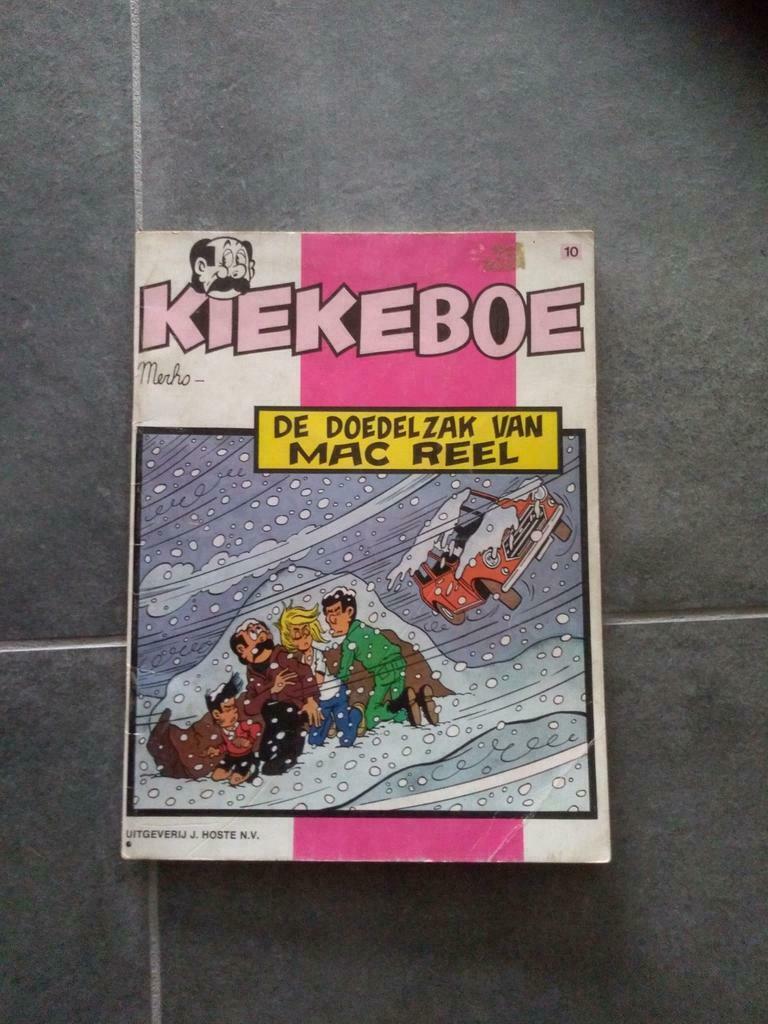 10
KIEKEBOE
Merho
DE DOEDELZAK VAN
MAC REEL
UITGEVERIJ J. HOSTE N.V.